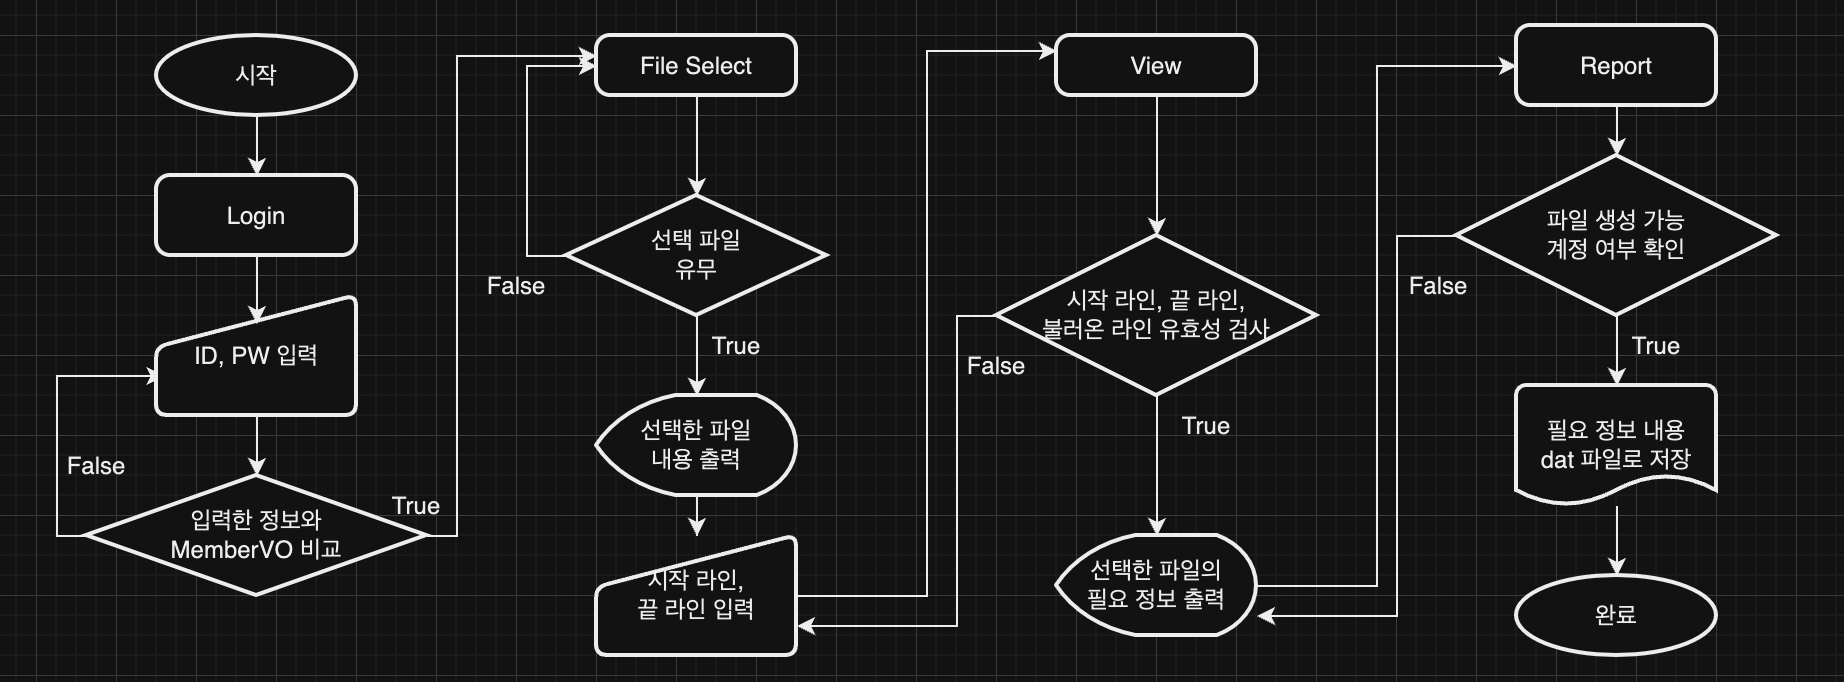 시작
Login
ID, PW 입력
False
입력한 정보와
MemberVO 비교
True
File Select
선택 파일
유무
False
True
선택한 파일
내용 출력
시작 라인,
끝 라인 입력
View
시작 라인, 끝 라인,
불러온 라인 유효성 검사
False
True
선택한 파일의
필요 정보 출력
Report
파일 생성 가능
계정 여부 확인
False
True
필요 정보 내용
dat 파일로 저장
완료